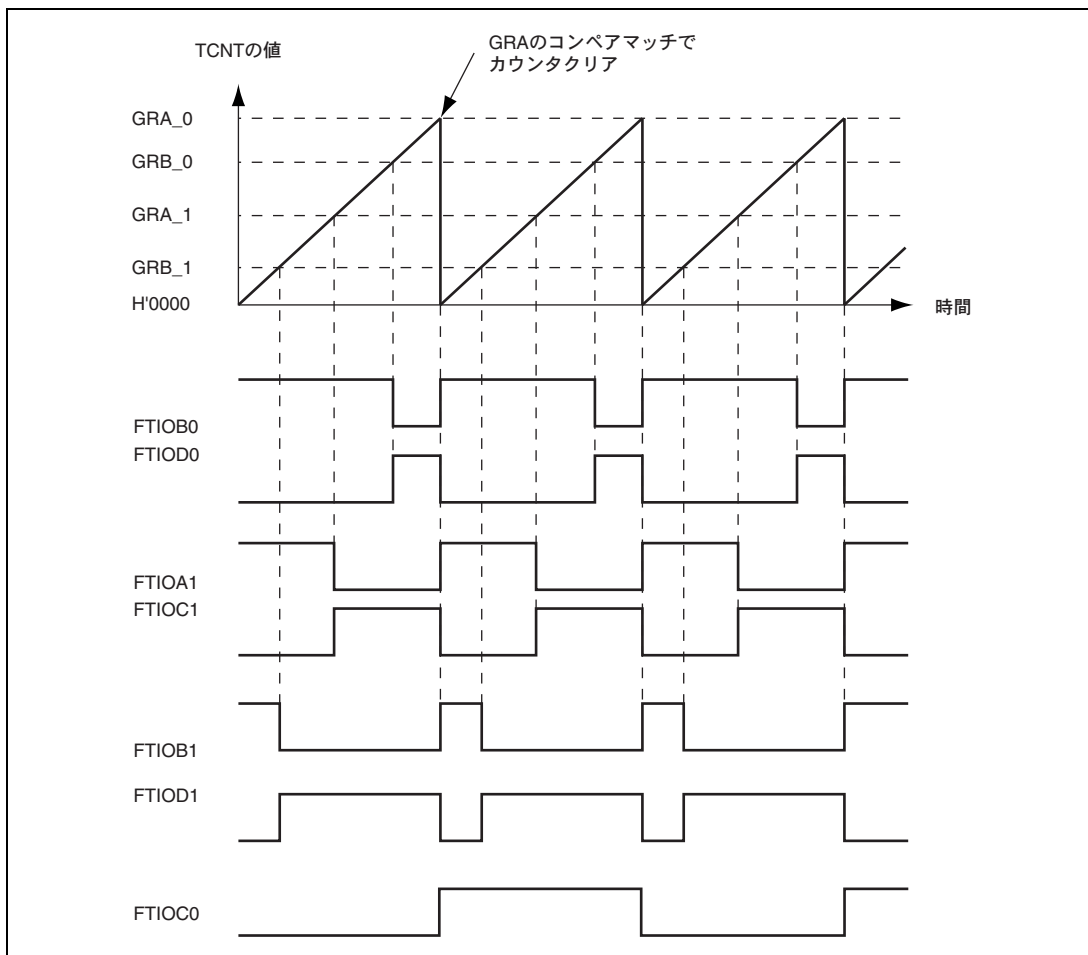 GRAのコンペアマッチで
カウンタクリア
TCNTの値
GRA_0
GRB_0
GRA_1
GRB_1
H'0000
時間
FTIOB0
FTIOD0
FTIOA1
FTIOC1
FTIOB1
FTIOD1
FTIOC0